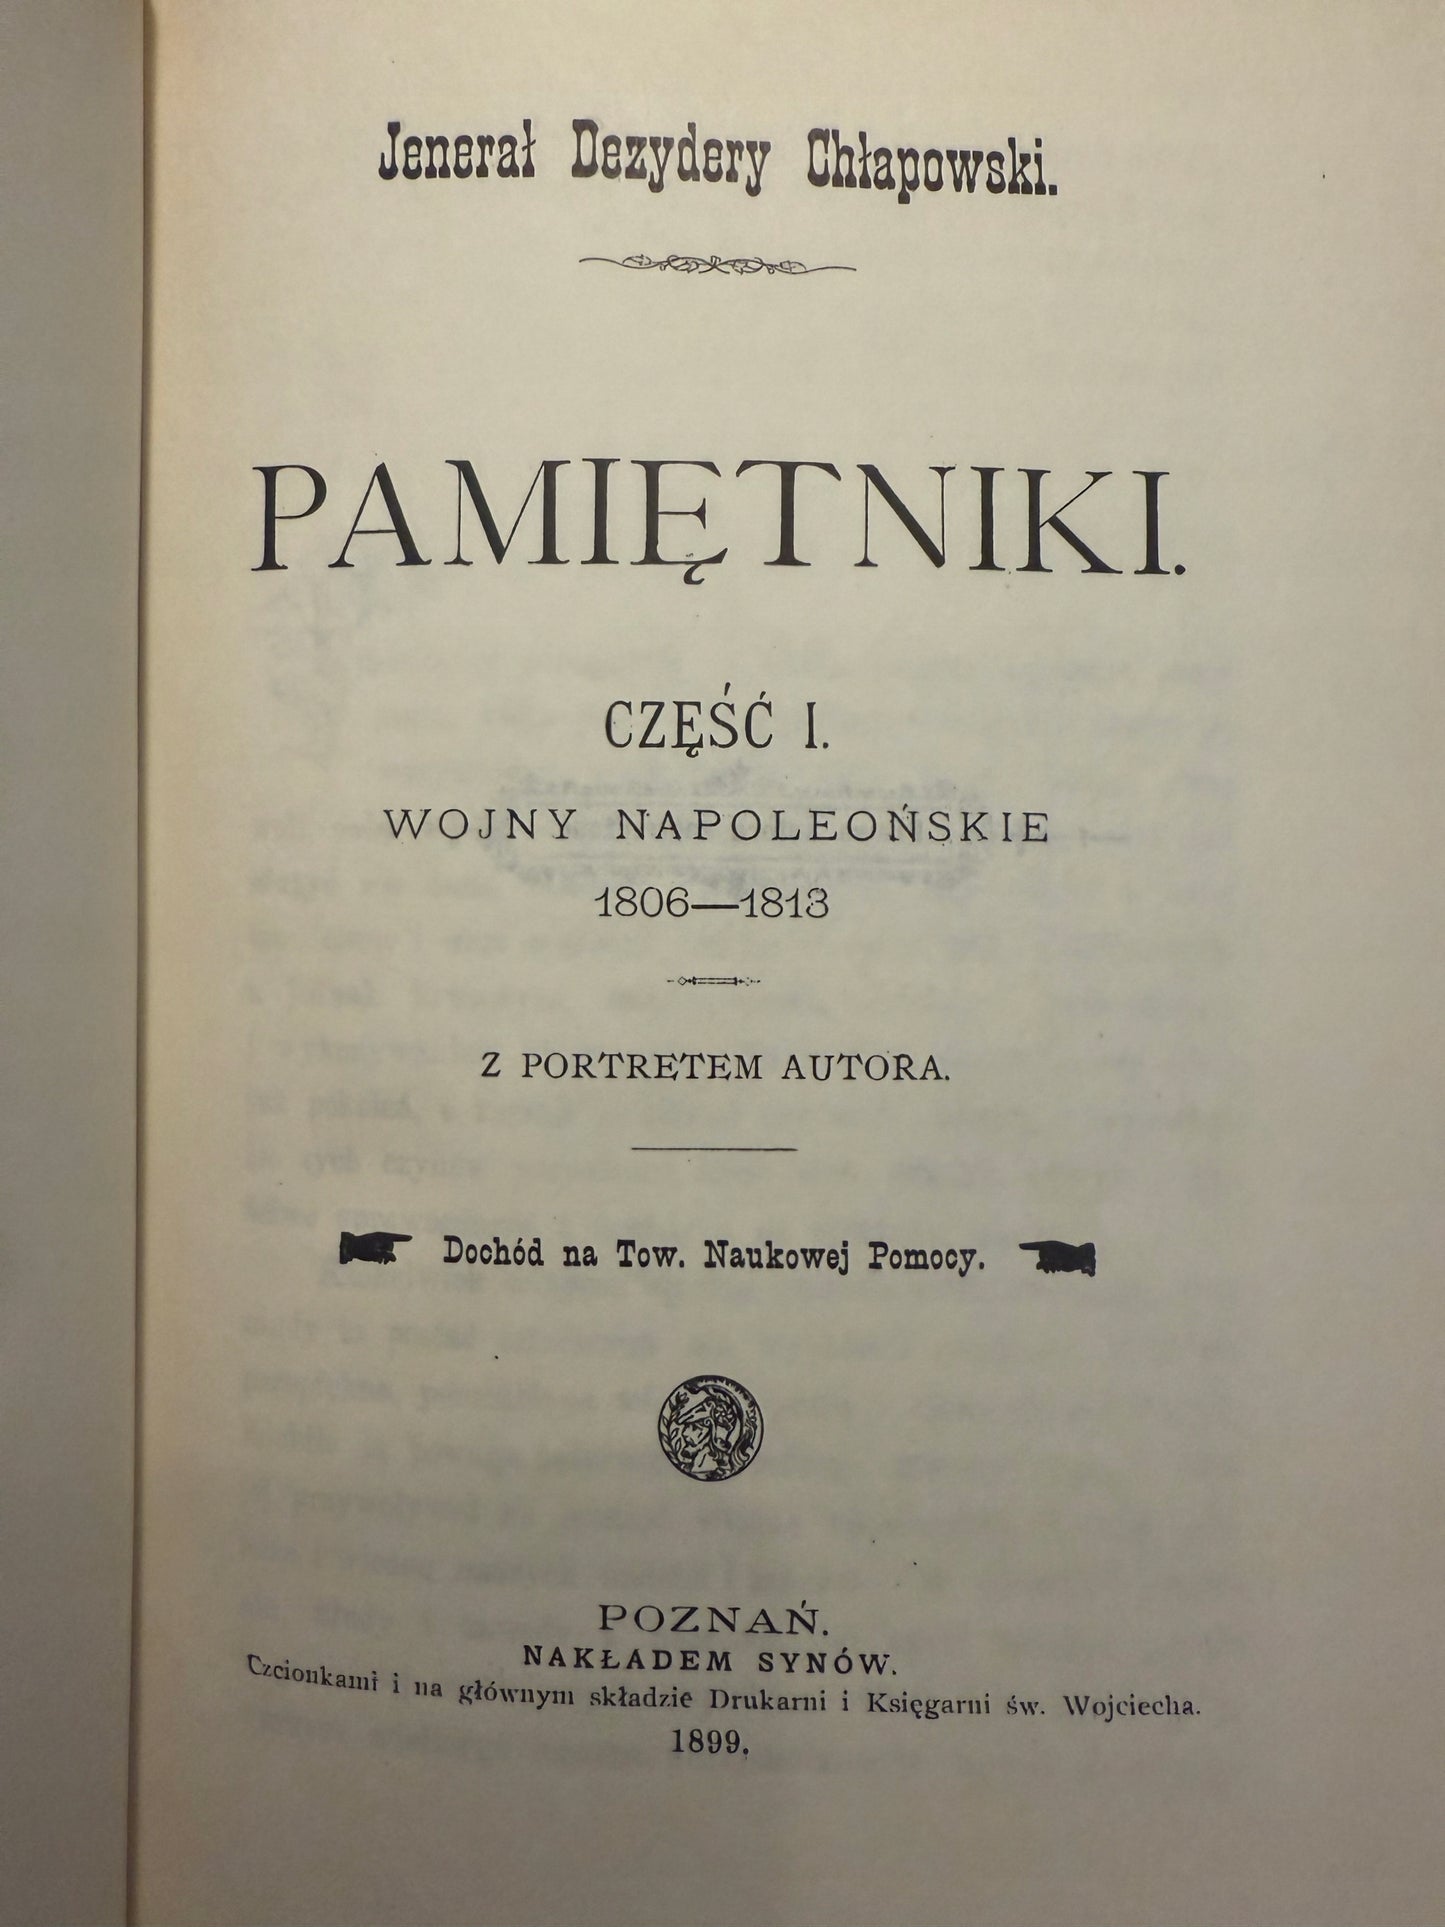 Jenerał Dezydery Chłapowski.
PAMIĘTNIKI.
CZĘŚĆ I.
WOJNY NAPOLEOŃSKIE
1806—1813
Z PORTRETEM AUTORA.
Dochód na Tow. Naukowej Pomocy.
POZNAŃ.
NAKŁADEM SYNÓW.
Czcionkami i na głównym składzie Drukarni i Księgarni św. Wojciecha.
1899.